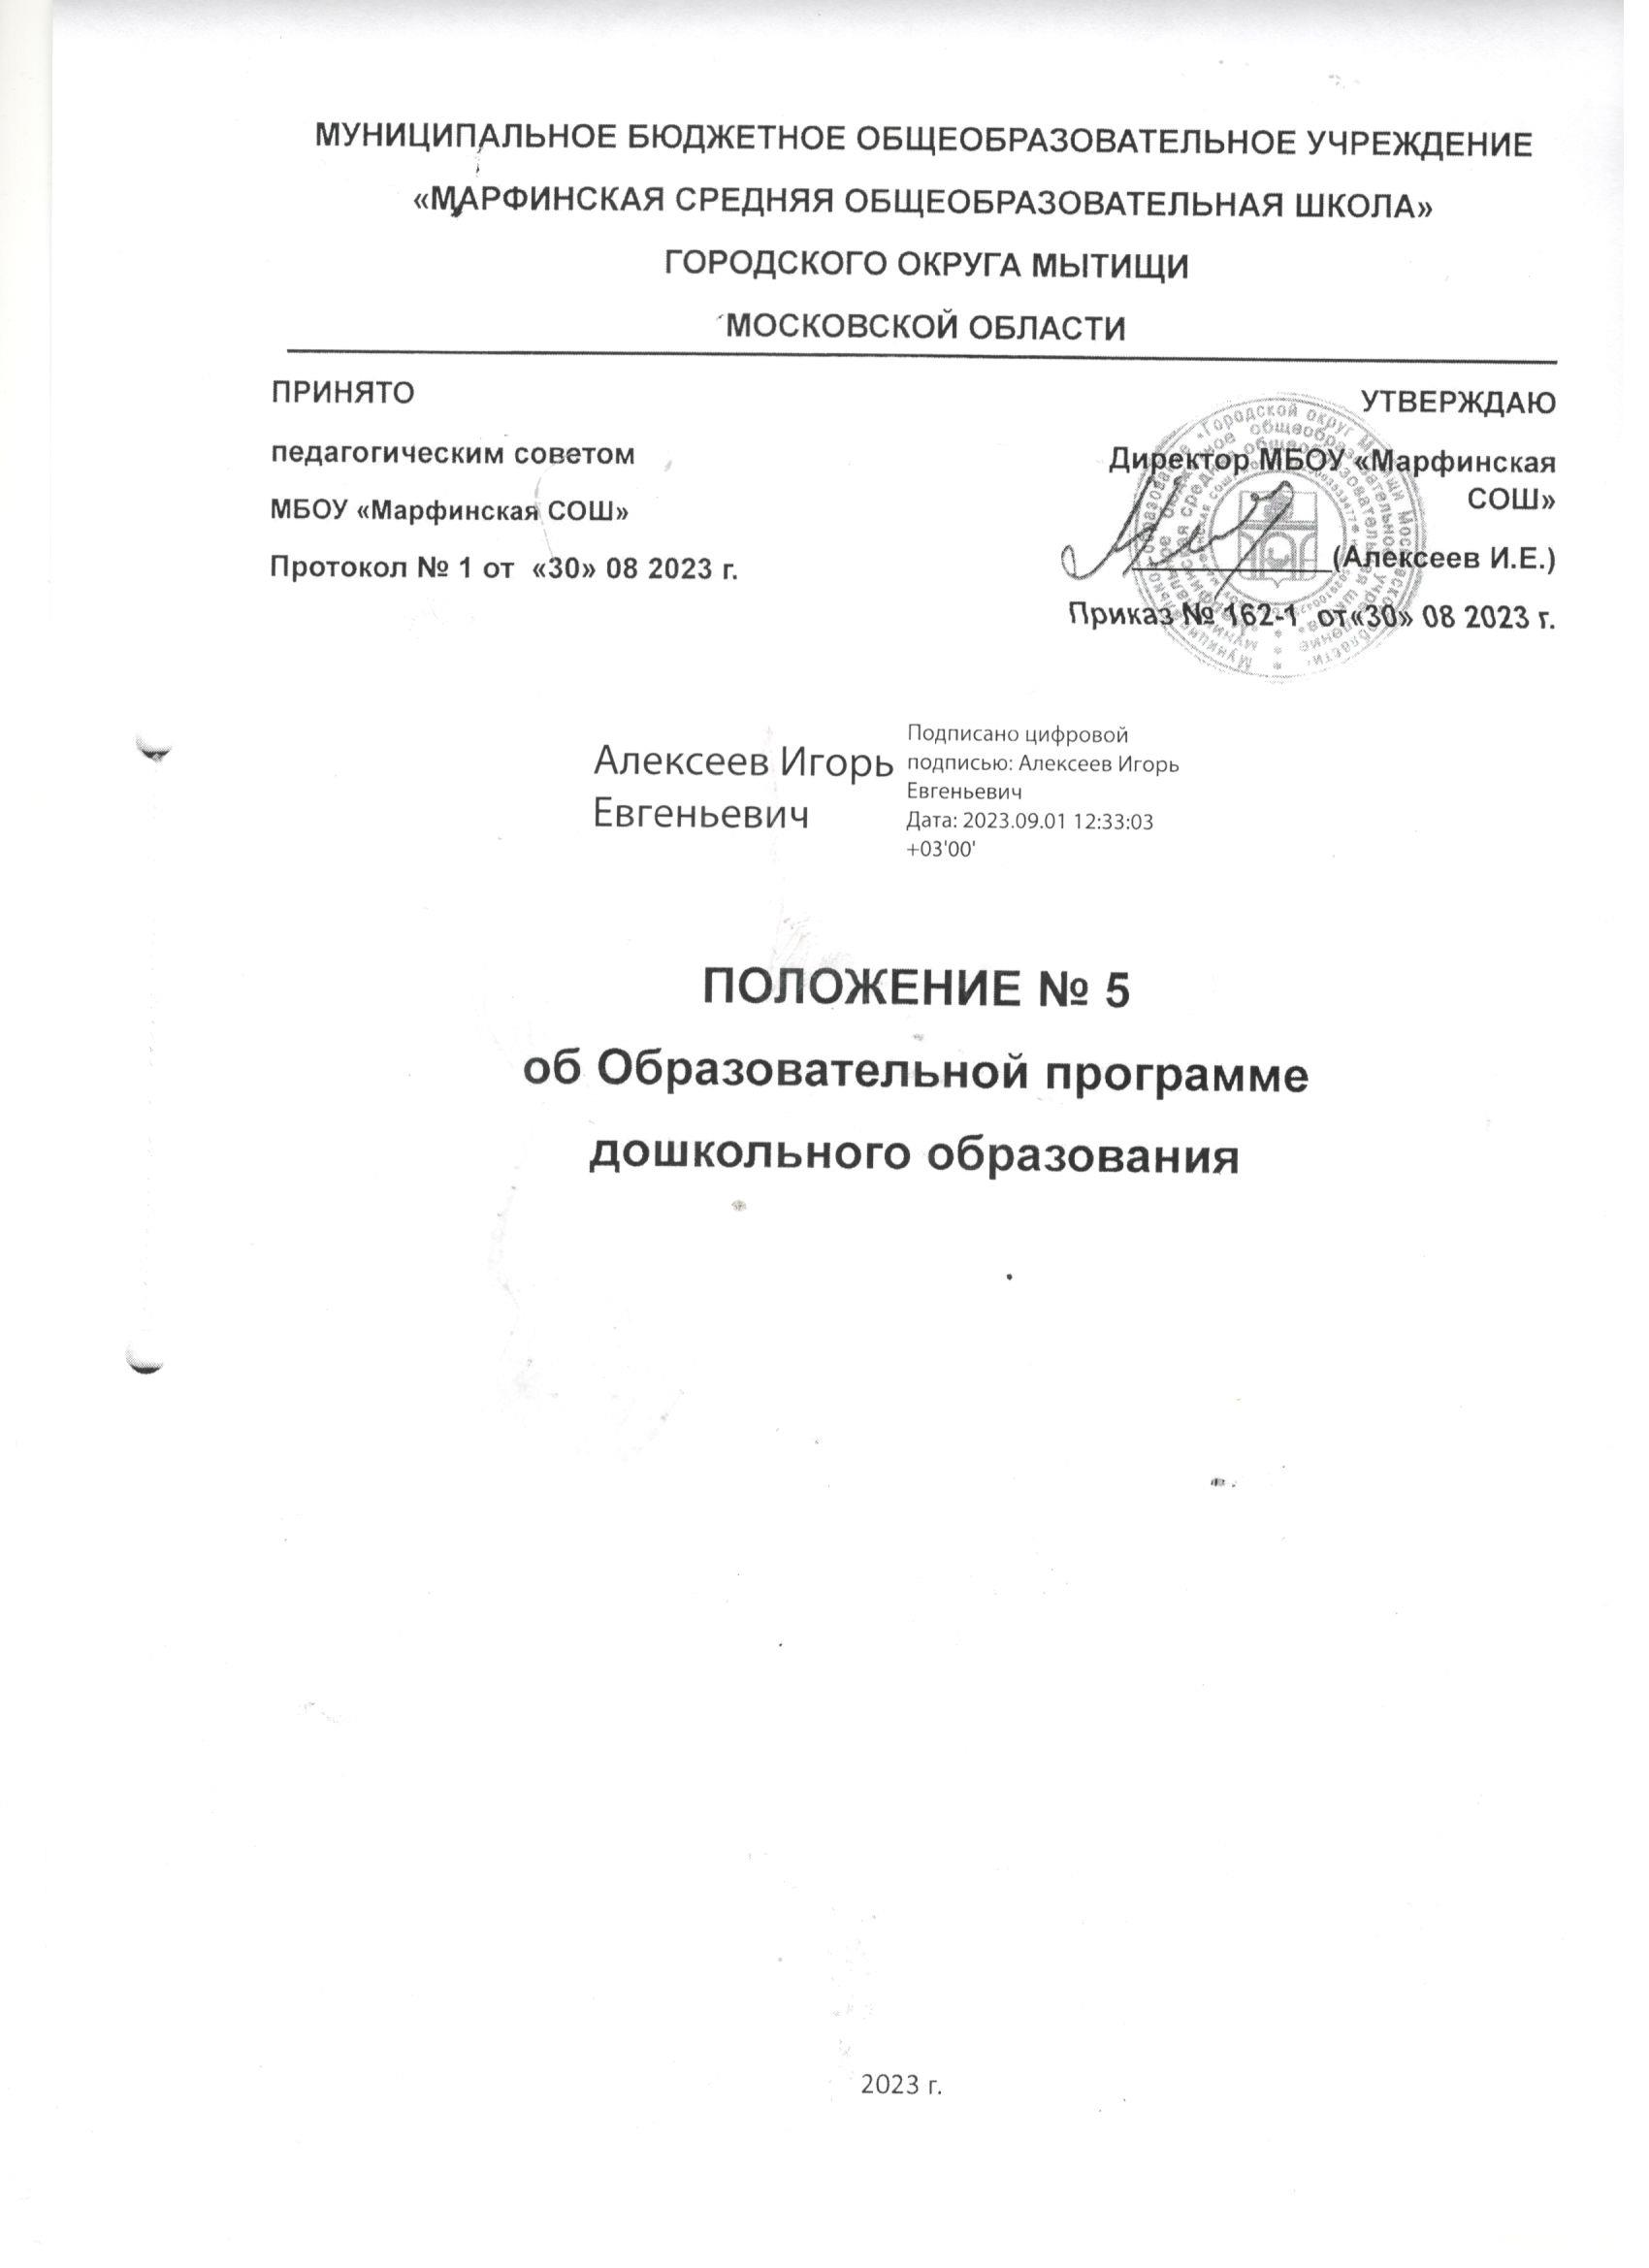 МУНИЦИПАЛЬНОЕ БЮДЖЕТНОЕ ОБЩЕОБРАЗОВАТЕЛЬНОЕ УЧРЕЖДЕНИЕ
«МАРФИНСКАЯ СРЕДНЯЯ ОБЩЕОБРАЗОВАТЕЛЬНАЯ ШКОЛА»
ГОРОДСКОГО ОКРУГА МЫТИЩИ
МОСКОВСКОЙ ОБЛАСТИ
ПРИНЯТО
педагогическим советом
МБОУ «Марфинская СОШ»
Протокол № 1 от «30» 08 2023 г.
УТВЕРЖДАЮ
Директор МБОУ «Марфинская
СОШ»
(Алексеев И.Е.)
Приказ № 162-1 от«30» 08 2023 г.
Алексеев Игорь
Евгеньевич
Подписано цифровой
подписью: Алексеев Игорь
Евгеньевич
Дата: 2023.09.01 12:33:03
+03'00'
ПОЛОЖЕНИЕ № 5
об Образовательной программе
дошкольного образования
2023 г.